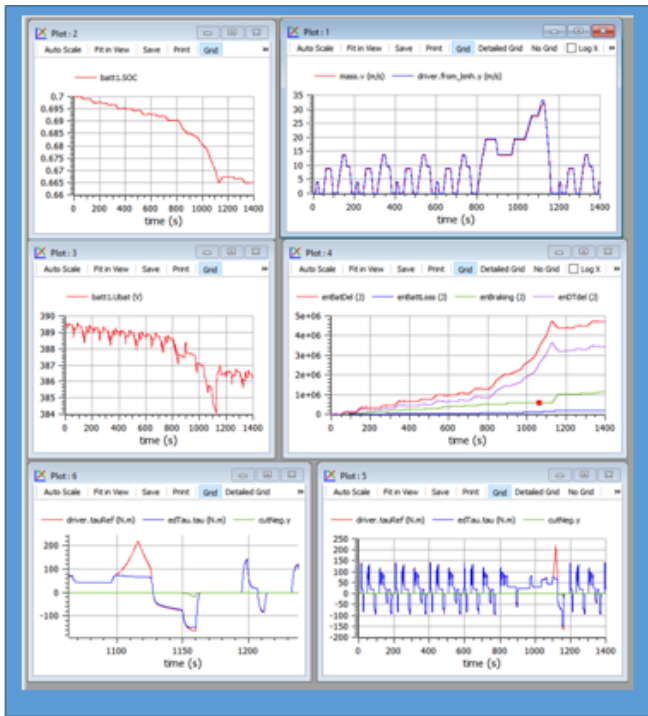 Plot : 2
Auto Scale Fit in View Save Print Grid »
batt1.SOC
0.7
0.695
0.69
0.685
0.68
0.675
0.67
0.665
0.66
0 200 400 600 800 1000 1200 1400
time (s)
Plot : 1
Auto Scale Fit in View Save Print Grid Detailed Grid No Grid Log X »
mass.v (m/s) driver.from_kmh.y (m/s)
35
30
25
20
15
10
5
0
0 200 400 600 800 1000 1200 1400
time (s)
Plot : 3
Auto Scale Fit in View Save Print Grid »
batt1.Ubat (V)
390
389
388
387
386
385
384
0 200 400 600 800 1000 1200 1400
time (s)
Plot : 4
Auto Scale Fit in View Save Print Grid Detailed Grid No Grid Log X »
enBatDel (J) enBattLoss (J) enBraking (J) enDTdel (J)
5e+06
4e+06
3e+06
2e+06
1e+06
0
0 200 400 600 800 1000 1200 1400
time (s)
Plot : 6
Auto Scale Fit in View Save Print Grid Detailed Grid »
driver.tauRef (N.m) edTau.tau (N.m) cutNeg.y
200
100
0
-100
1100 1150 1200
time (s)
Plot : 5
Auto Scale Fit in View Save Print Grid Detailed Grid No Grid »
driver.tauRef (N.m) edTau.tau (N.m) cutNeg.y
250
200
150
100
50
0
-50
-100
-150
-200
0 200 400 600 800 1000 1200 1400
time (s)